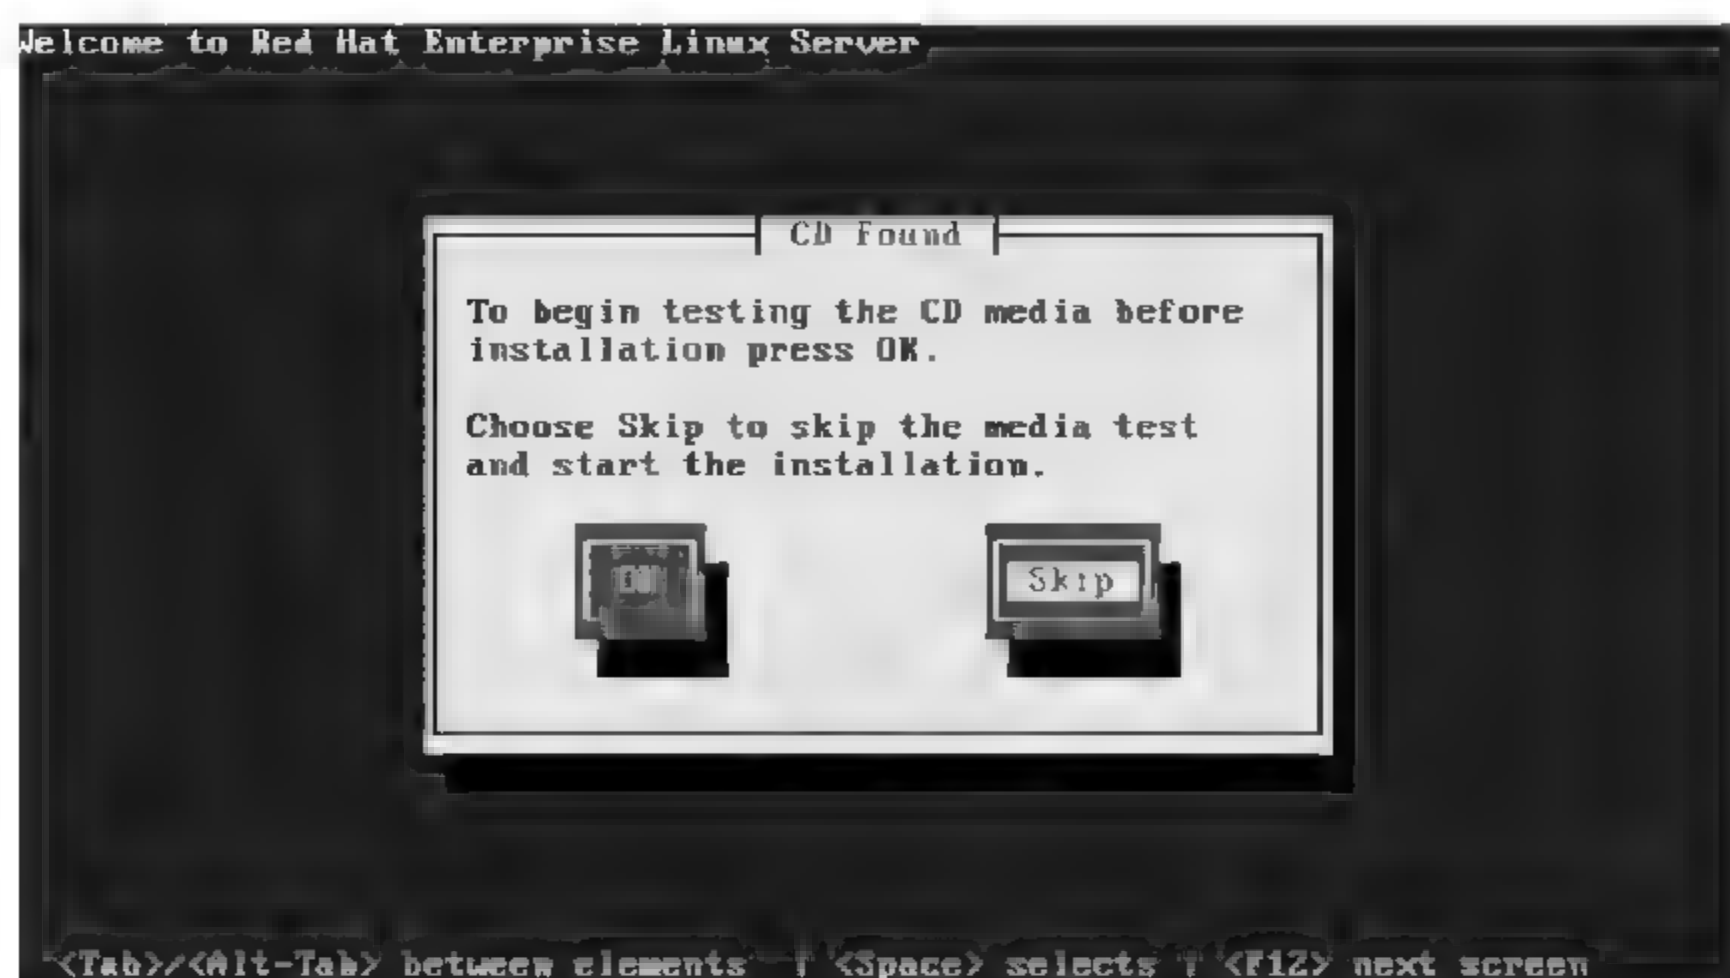 Welcome to Red Hat Enterprise Linux Server
CD Found
To begin testing the CD media before
installation press OK.
Choose Skip to skip the media test
and start the installation.
Skip
<Tab>/<Alt-Tab> between elements | <Space> selects | <F12> next screen